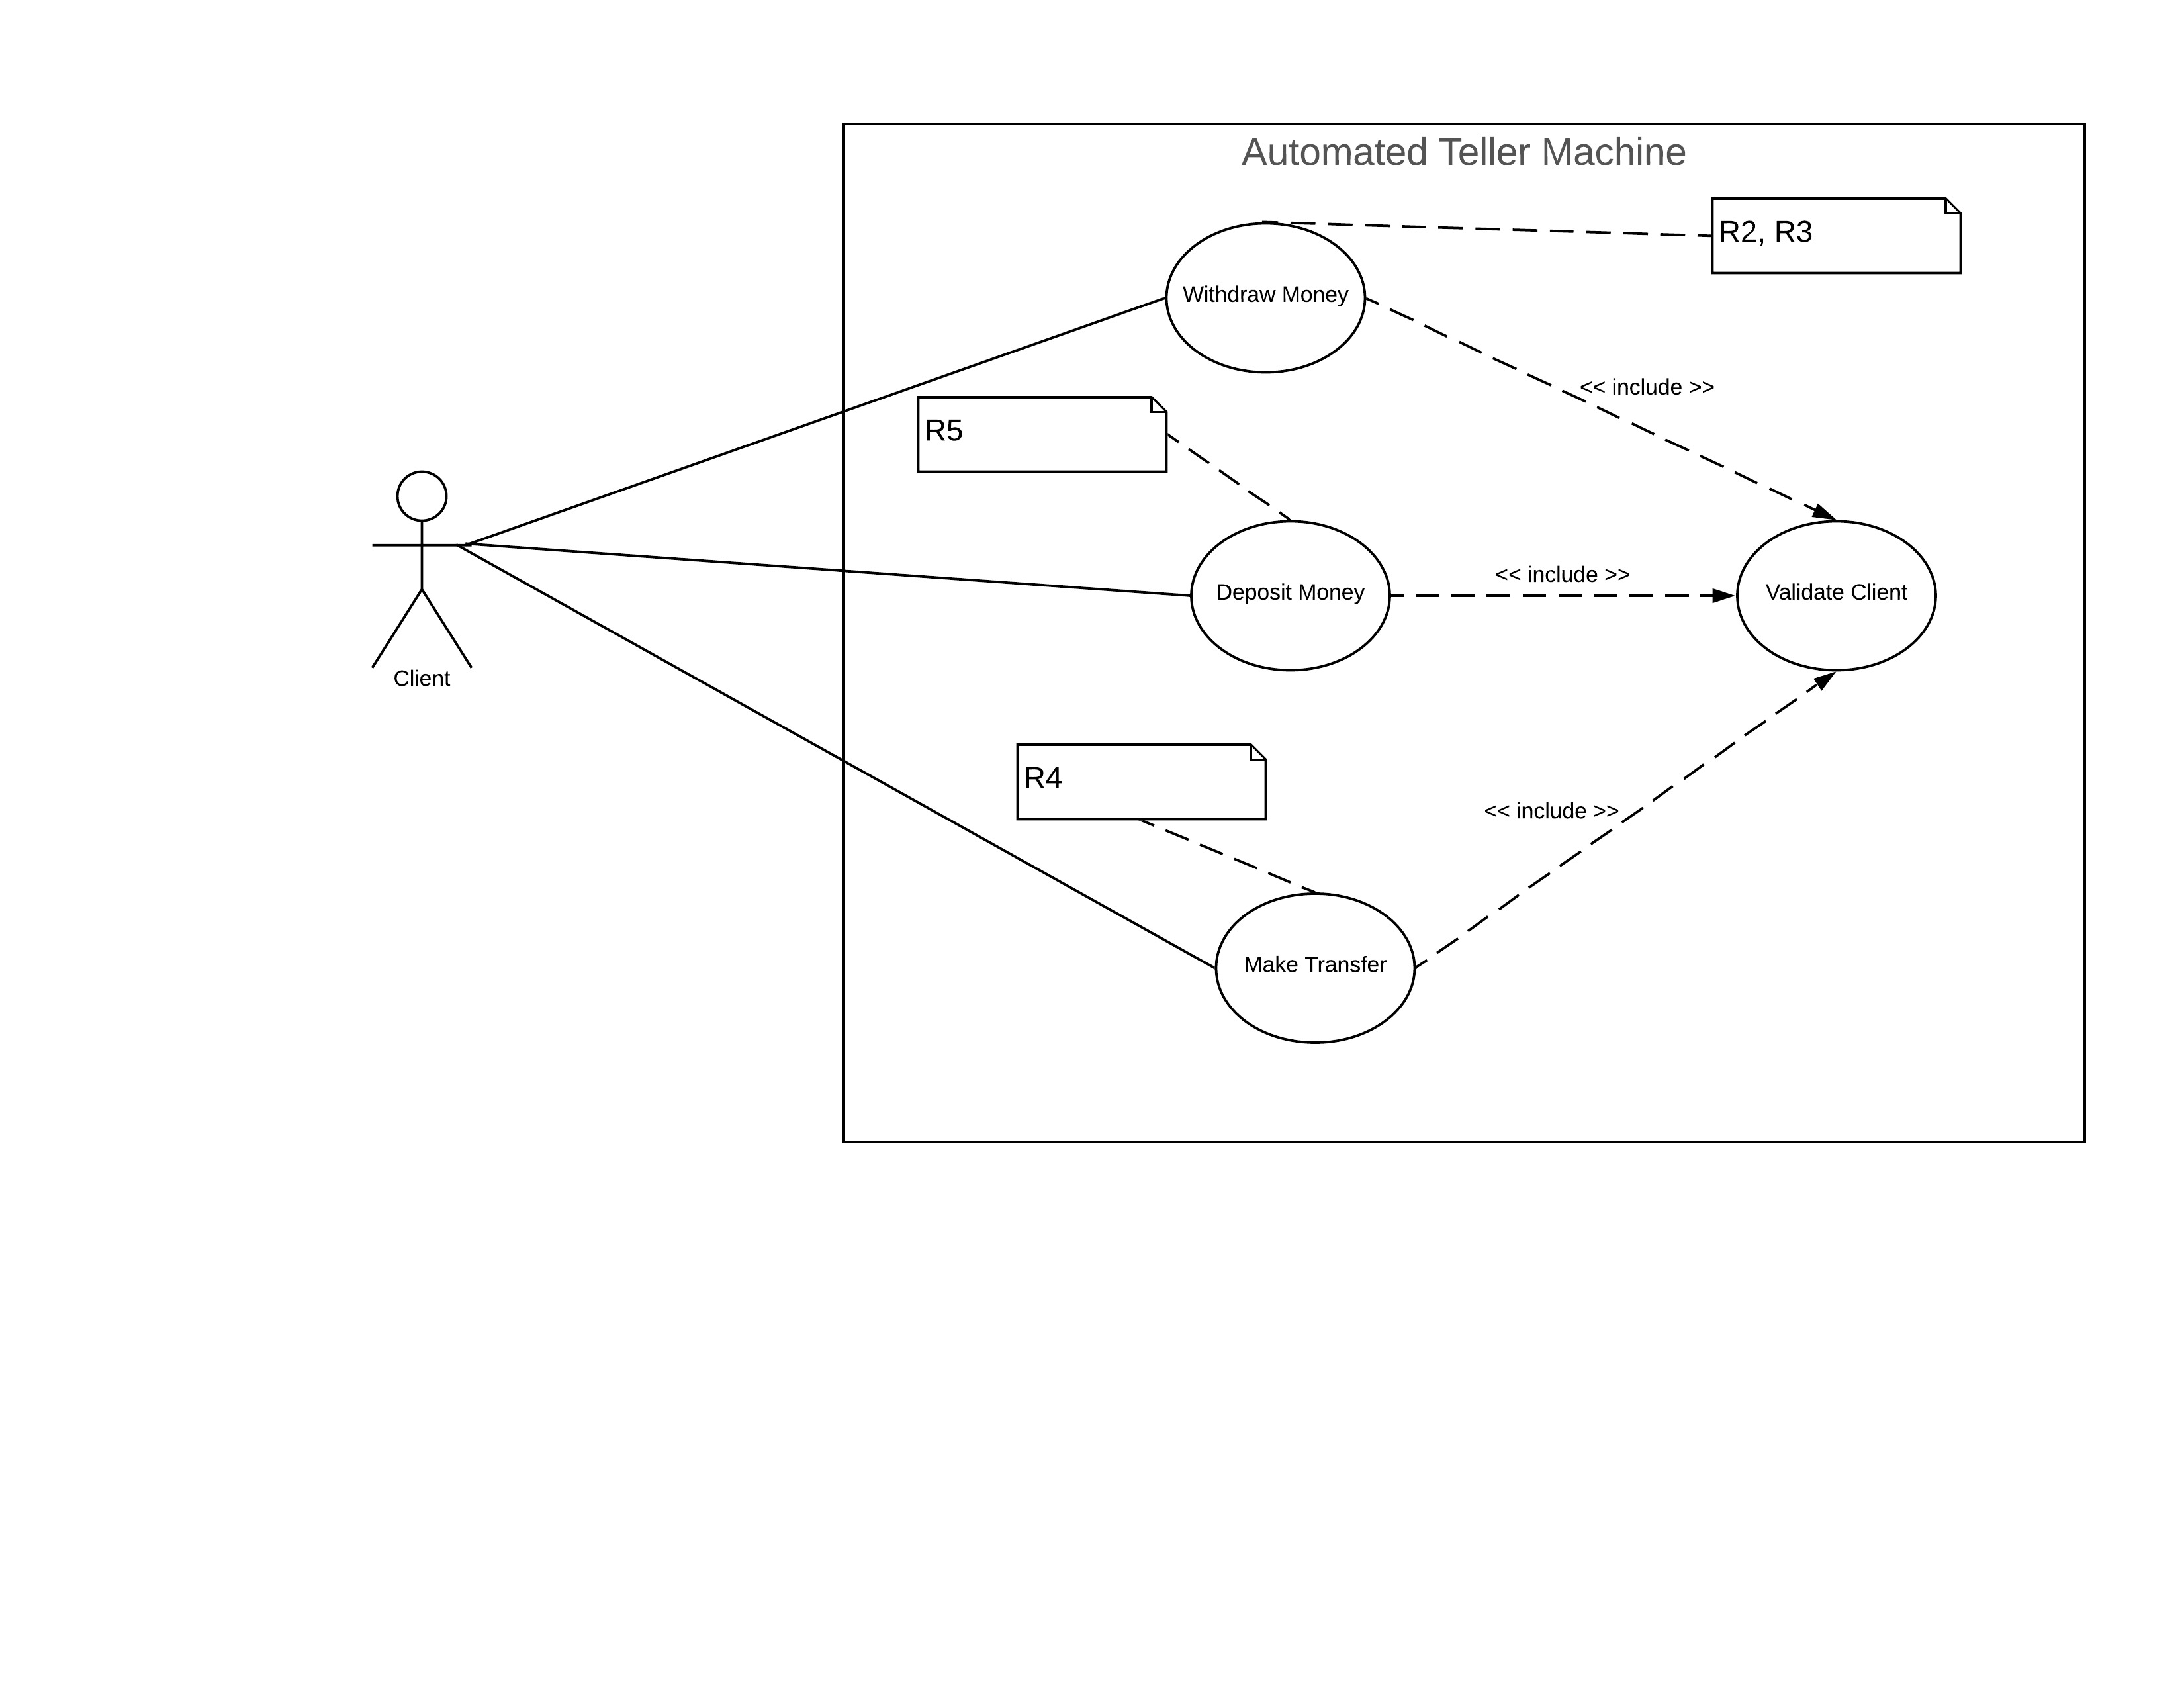 Automated Teller Machine
R2, R3
Withdraw Money
<< include >>
R5
Client
Deposit Money
<< include >>
Validate Client
R4
<< include >>
Make Transfer